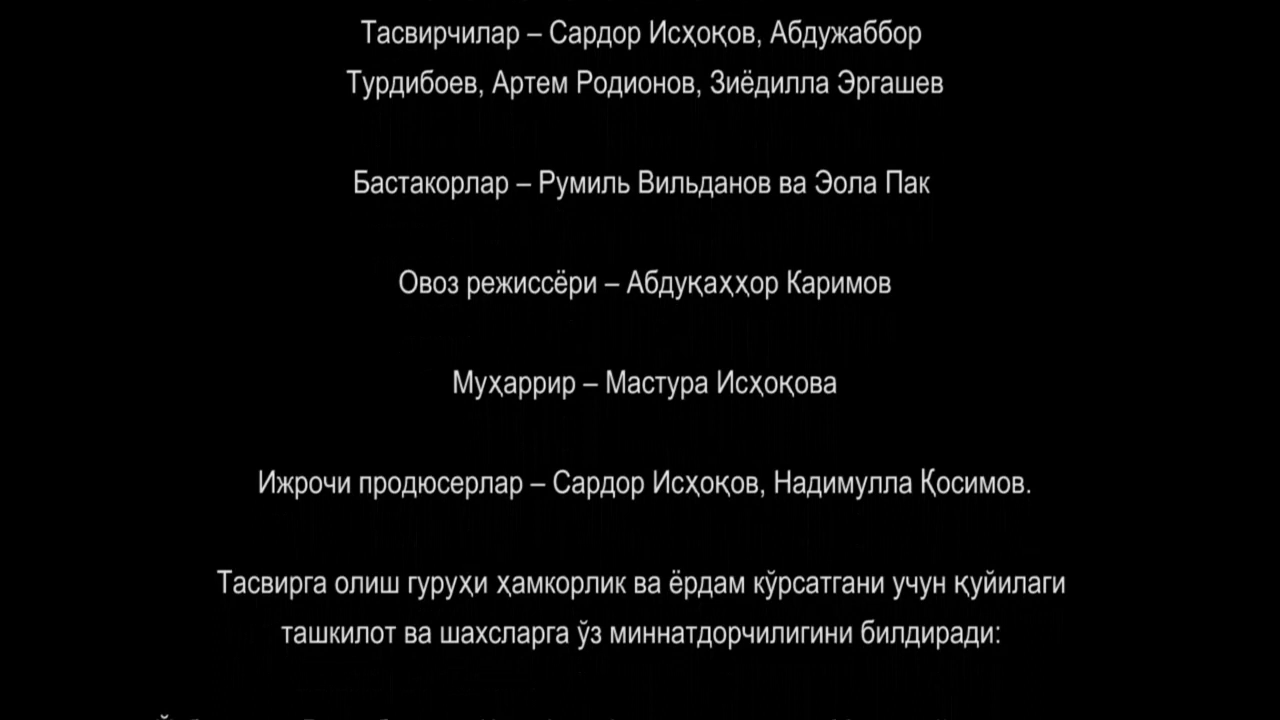 Тасвирчилар – Сардор Исҳоқов, Абдужаббор
Турдибоев, Артем Родионов, Зиёдилла Эргашев
Бастакорлар – Румиль Вильданов ва Эола Пак
Овоз режиссёри – Абдуқаҳҳор Каримов
Муҳаррир – Мастура Исҳоқова
Ижрочи продюсерлар – Сардор Исҳоқов, Надимулла Қосимов.
Тасвирга олиш гуруҳи ҳамкорлик ва ёрдам кўрсатгани учун қуйилаги
ташкилот ва шахсларга ўз миннатдорчилигини билдиради: